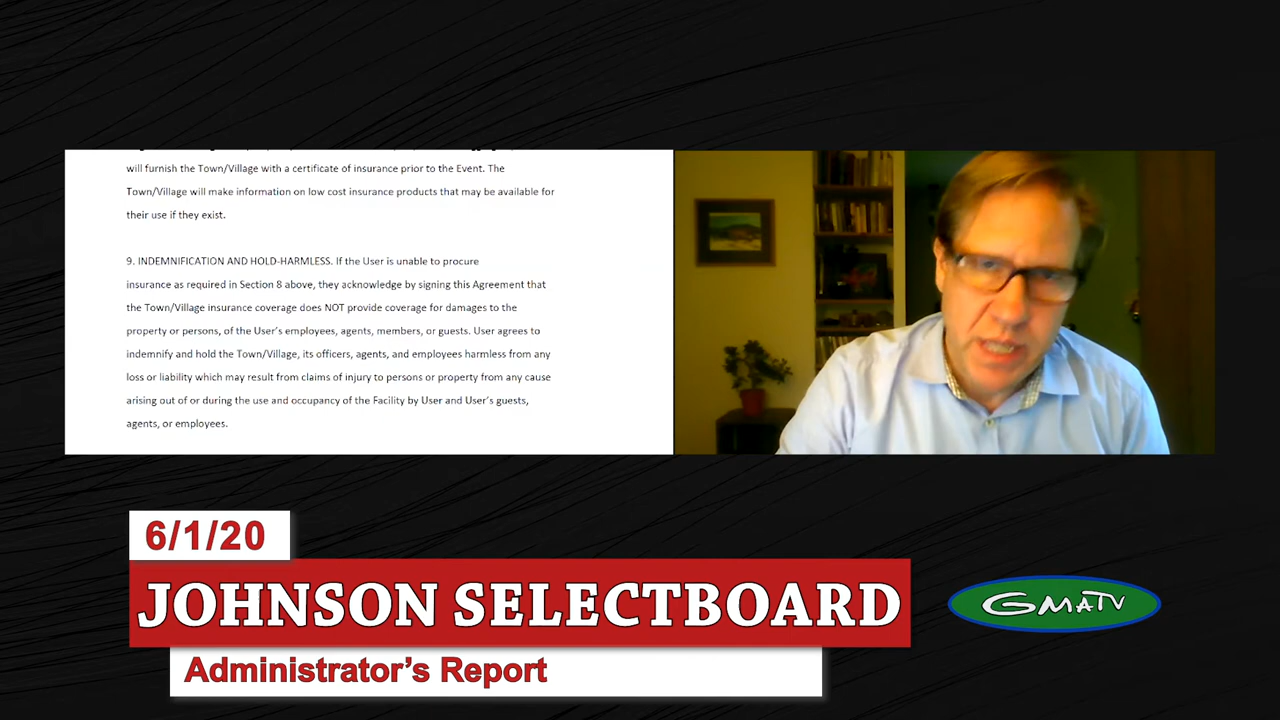 will furnish the Town/Village with a certificate of insurance prior to the Event. The
Town/Village will make information on low cost insurance products that may be available for
their use if they exist.
9. INDEMNIFICATION AND HOLD-HARMLESS. If the User is unable to procure
insurance as required in Section 8 above, they acknowledge by signing this Agreement that
the Town/Village insurance coverage does NOT provide coverage for damages to the
property or persons, of the User's employees, agents, members, or guests. User agrees to
indemnify and hold the Town/Village, its officers, agents, and employees harmless from any
loss or liability which may result from claims of injury to persons or property from any cause
arising out of or during the use and occupancy of the Facility by User and User's guests,
agents, or employees.
6/1/20
JOHNSON SELECTBOARD
GMATV
Administrator's Report